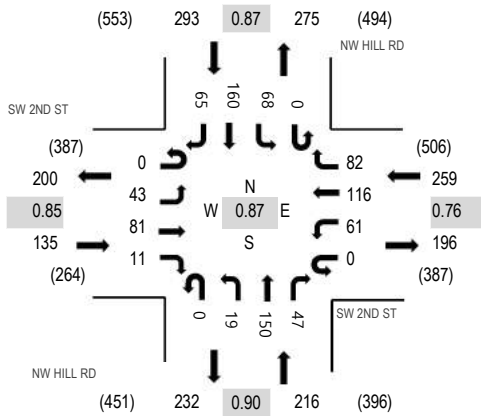 (553) 293 0.87 275 (494)
NW HILL RD
65 160 68 0
SW 2ND ST
(387) 0 82 (506)
200 43 N 116 259
0.85 81 W 0.87 E 61 0.76
135 11 S 0 196
(264) (387)
0 19 150 47
SW 2ND ST
NW HILL RD
(451) 232 0.90 216 (396)